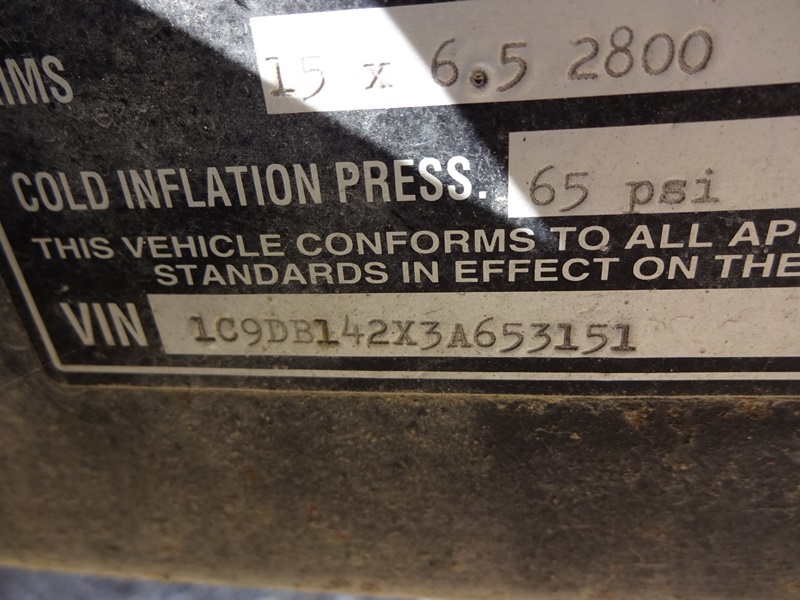 RIMS 15 x 6.5 2800
COLD INFLATION PRESS. 65 psi
THIS VEHICLE CONFORMS TO ALL AP
STANDARDS IN EFFECT ON THE
VIN 1C9DB142X3A653151